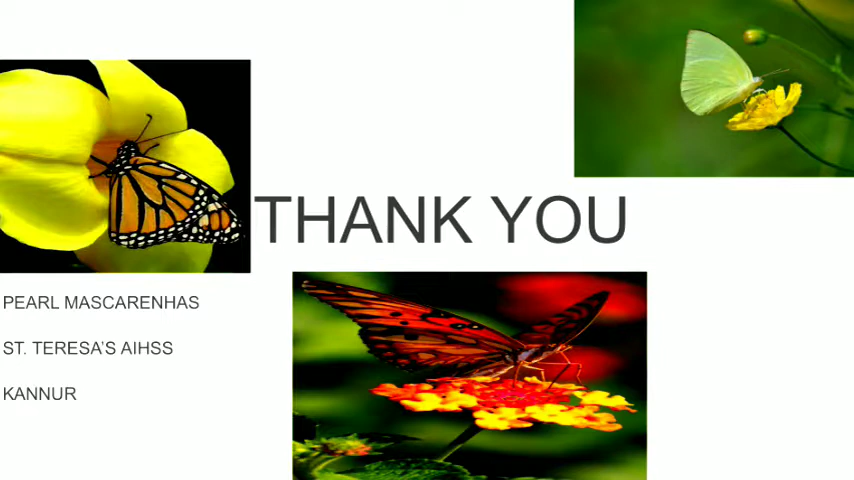 THANK YOU
PEARL MASCARENHAS
ST. TERESA'S AIHSS
KANNUR